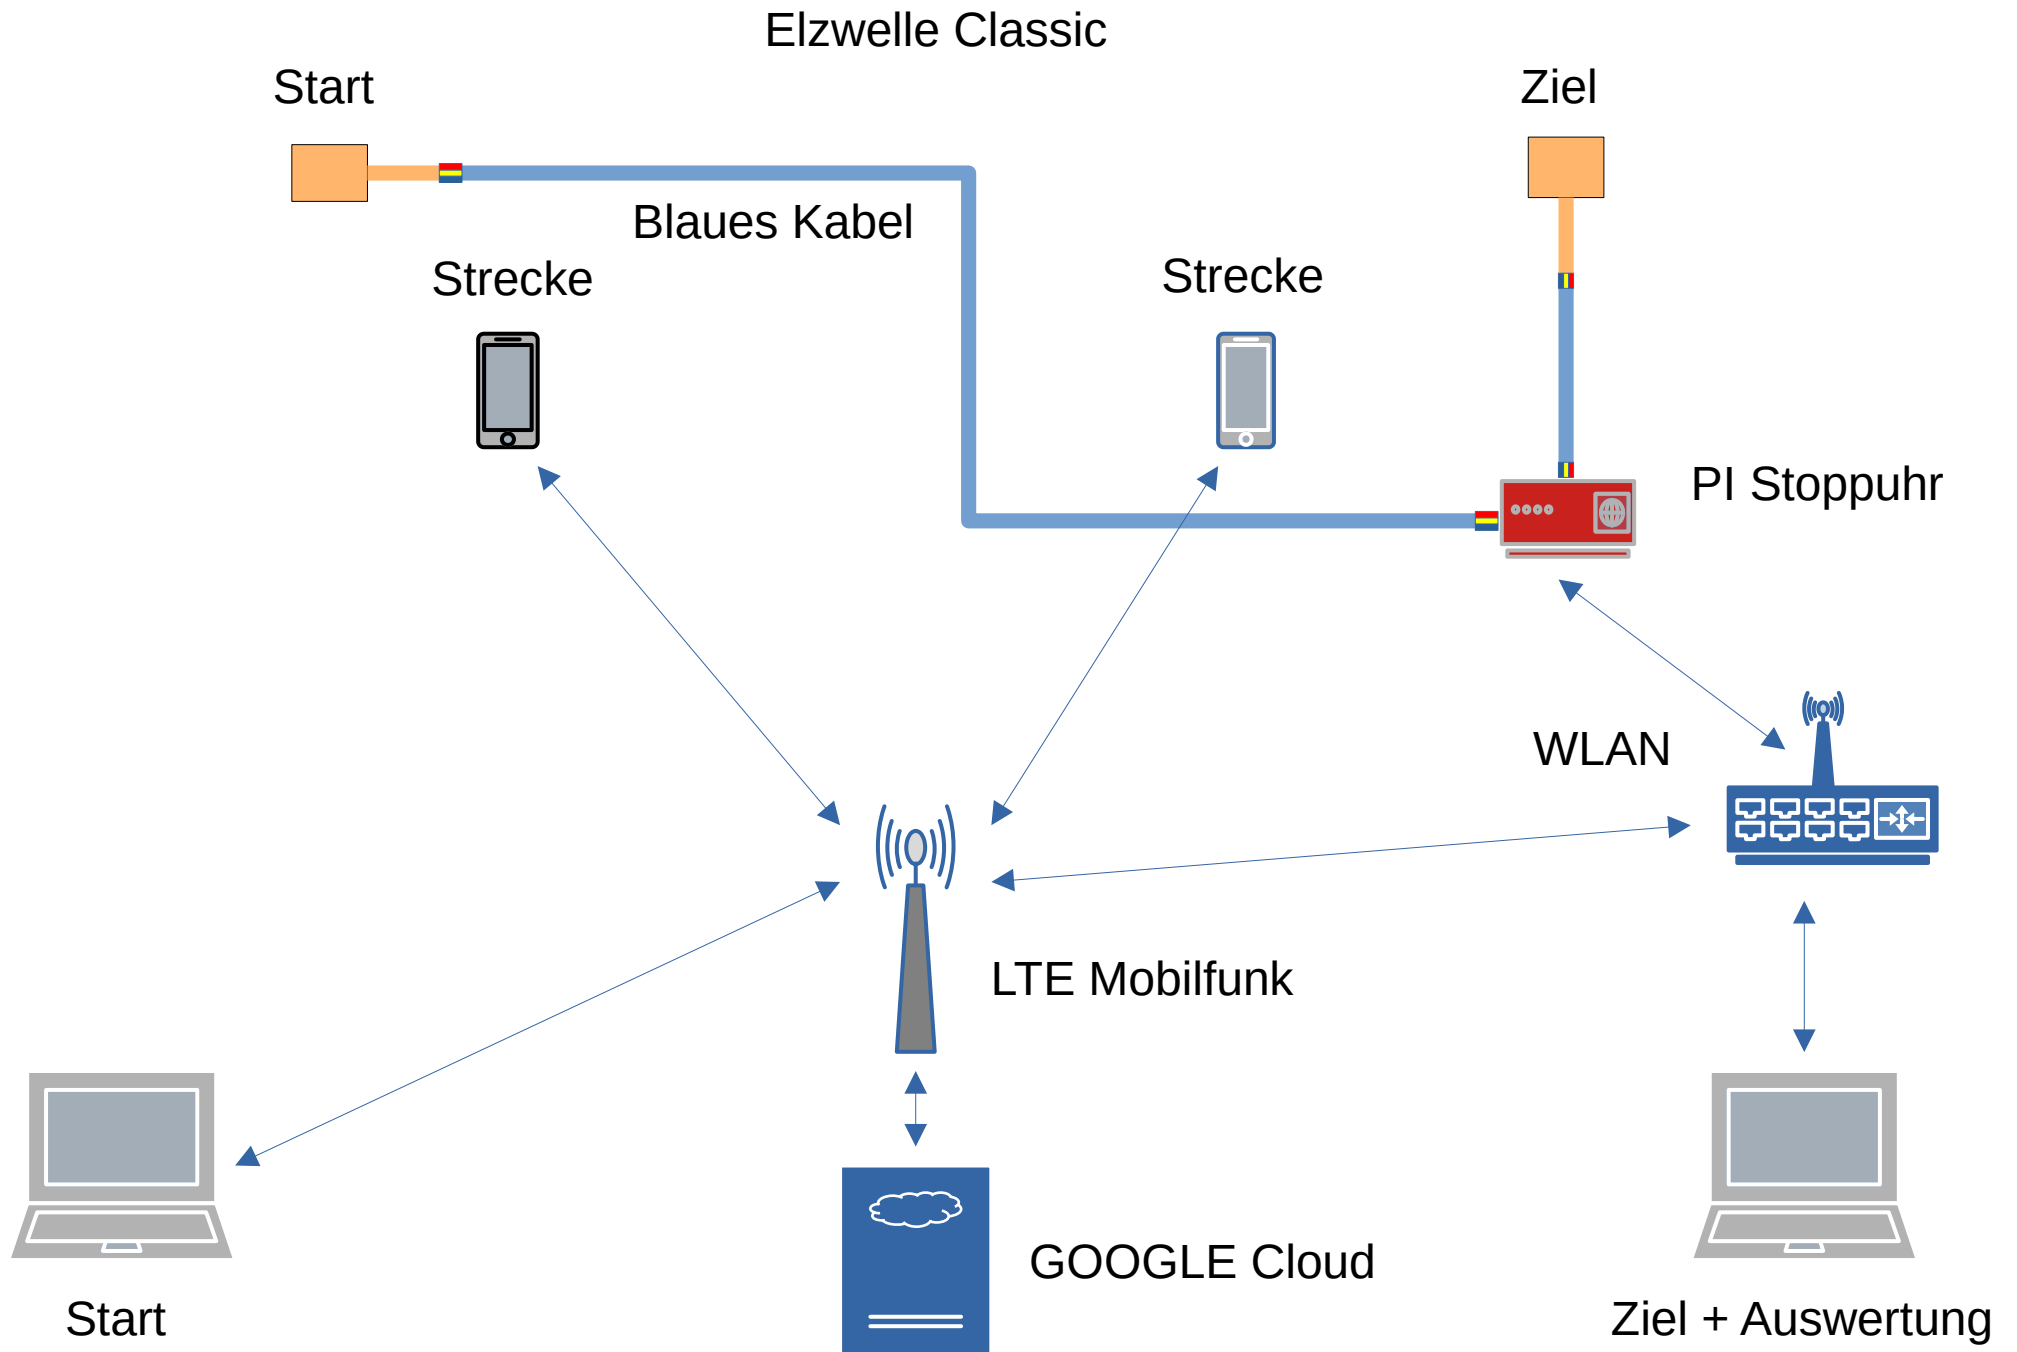 Elzwelle Classic
Start
Ziel
Blaues Kabel
Strecke
Strecke
PI Stoppuhr
WLAN
LTE Mobilfunk
GOOGLE Cloud
Start
Ziel + Auswertung